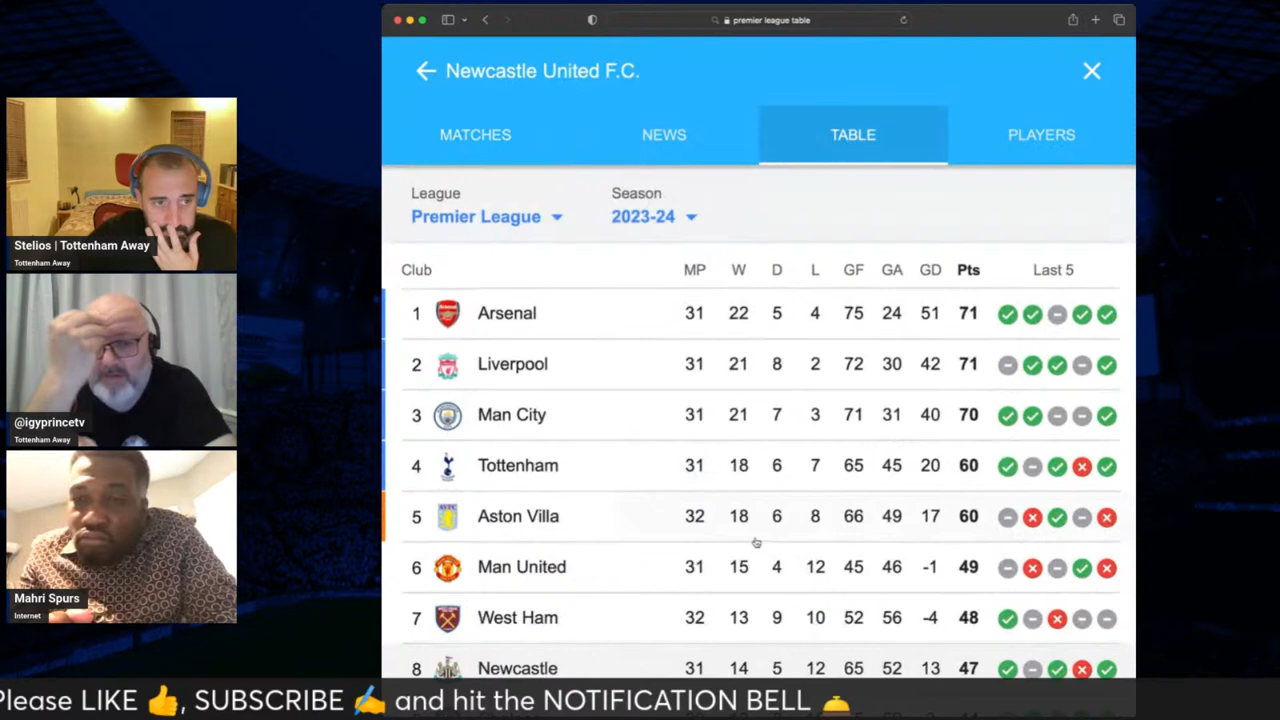 premier league table
Newcastle United F.C.
MATCHES NEWS TABLE PLAYERS
League Season
Premier League 2023-24
Club MP W D L GF GA GD Pts Last 5
1 Arsenal 31 22 5 4 75 24 51 71
2 Liverpool 31 21 8 2 72 30 42 71
3 Man City 31 21 7 3 71 31 40 70
4 Tottenham 31 18 6 7 65 45 20 60
5 Aston Villa 32 18 6 8 66 49 17 60
6 Man United 31 15 4 12 45 46 -1 49
7 West Ham 32 13 9 10 52 56 -4 48
8 Newcastle 31 14 5 12 65 52 13 47
Stelios | Tottenham Away
Tottenham Away
@igyprincetv
Tottenham Away
Mahri Spurs
Internet
Please LIKE 👍, SUBSCRIBE ✍️ and hit the NOTIFICATION BELL 🛎️